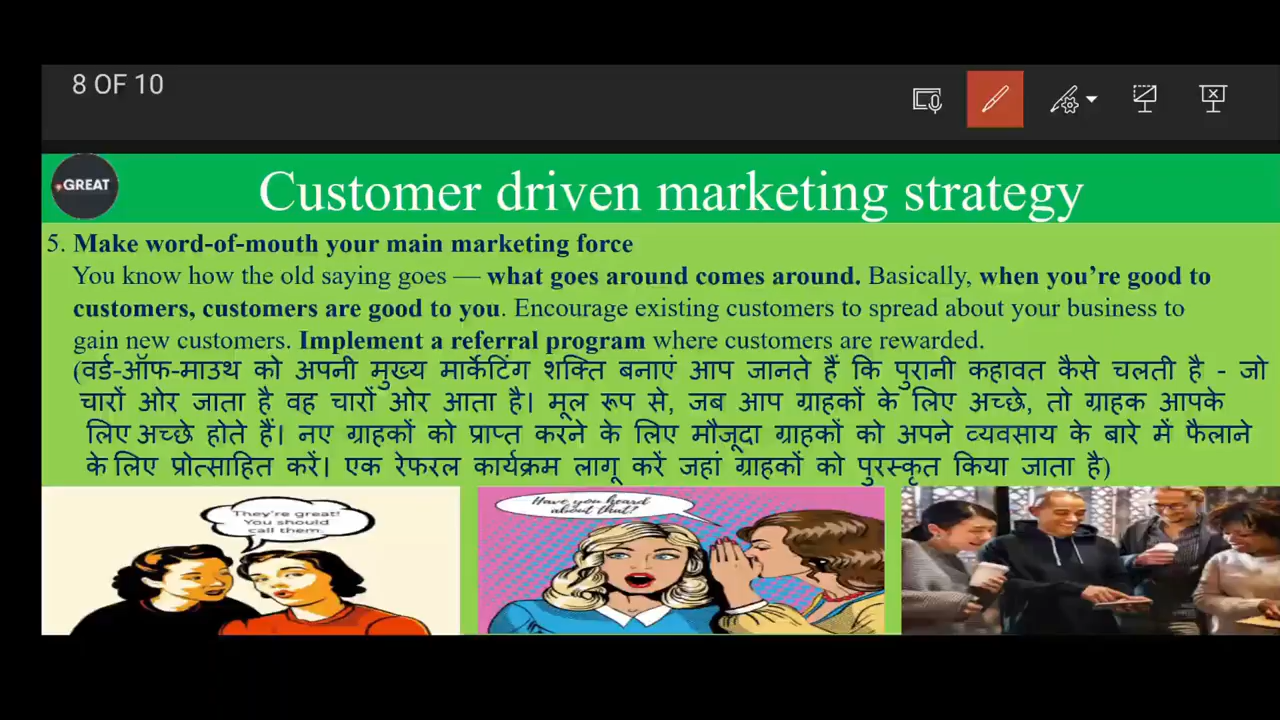 8 OF 10
GREAT
Customer driven marketing strategy
5. Make word-of-mouth your main marketing force
You know how the old saying goes — what goes around comes around. Basically, when you’re good to
customers, customers are good to you. Encourage existing customers to spread about your business to
gain new customers. Implement a referral program where customers are rewarded.
(वर्ड-ऑफ-माउथ को अपनी मुख्य मार्केटिंग शक्ति बनाएं आप जानते हैं कि पुरानी कहावत कैसे चलती है - जो
चारों ओर जाता है वह चारों ओर आता है। मूल रूप से, जब आप ग्राहकों के लिए अच्छे, तो ग्राहक आपके
लिए अच्छे होते हैं। नए ग्राहकों को प्राप्त करने के लिए मौजूदा ग्राहकों को अपने व्यवसाय के बारे में फैलाने
के लिए प्रोत्साहित करें। एक रेफरल कार्यक्रम लागू करें जहां ग्राहकों को पुरस्कृत किया जाता है)
They're great!
You should
call them.
Have you heard
about that?